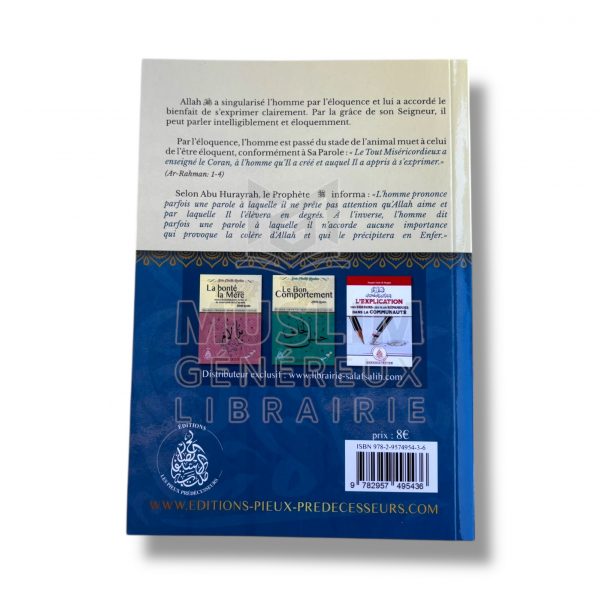 Allah ﷻ a singularisé l'homme par l'éloquence et lui a accordé le
bienfait de s'exprimer clairement. Par la grâce de son Seigneur, il
peut parler intelligiblement et éloquemment.
Par l'éloquence, l'homme est passé du stade de l'animal muet à celui
de l'être éloquent, conformément à Sa Parole : « Le Tout Miséricordieux a
enseigné le Coran, à l'homme qu'Il a créé et auquel Il a appris à s'exprimer.»
(Ar-Rahman: 1-4)
Selon Abu Hurayrah, le Prophète ﷺ informa : «L'homme prononce
parfois une parole à laquelle il ne prête pas attention qu'Allah aime et
par laquelle Il l'élèvera en degrés. A l'inverse, l'homme dit
parfois une parole à laquelle il n'accorde aucune importance
qui provoque la colère d'Allah et qui le précipitera en Enfer.»
La bonté
la Mère
Le Bon
Comportement
L'EXPLICATION
DANS LA COMMUNAUTÉ
MUSLIM
GENEREUX
LIBRAIRIE
Distributeur exclusif : www.librairie-salafsalih.com
ÉDITIONS
LES PIEUX PRÉDÉCESSEURS
prix : 8€
ISBN 978-2-9574954-3-6
9 782957 495436
WWW.EDITIONS-PIEUX-PREDECESSEURS.COM